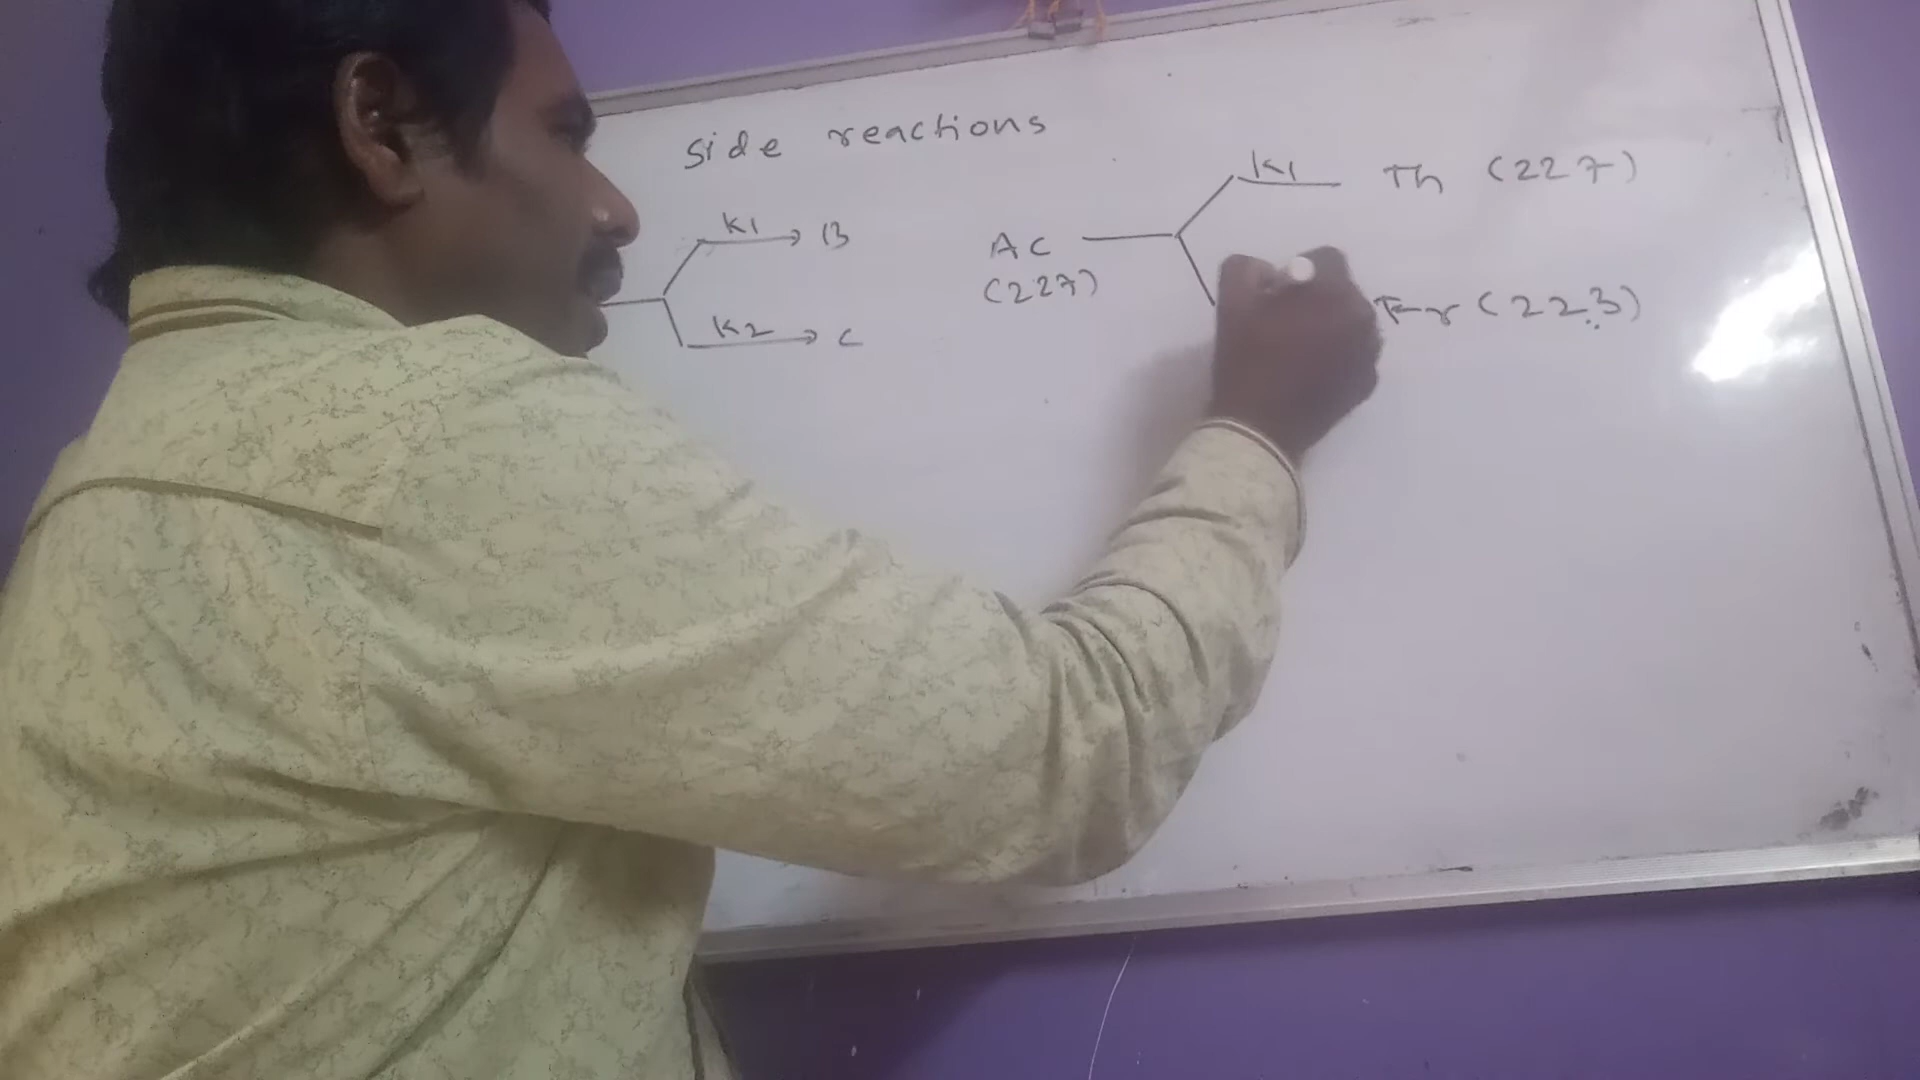 side reactions
K1 → B
K2 → C
K1 Th (227)
AC
(227)
Fr (223)